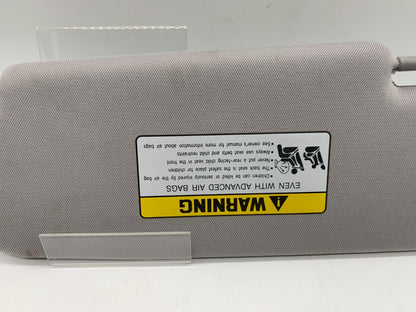 WARNING
EVEN WITH ADVANCED AIR BAGS
•Children can be killed or seriously injured by the air bag
•The back seat is the safest place for children
•Never put a rear-facing child seat in the front
•Always use seat belts and child restraints
•See owner's manual for more information about air bags